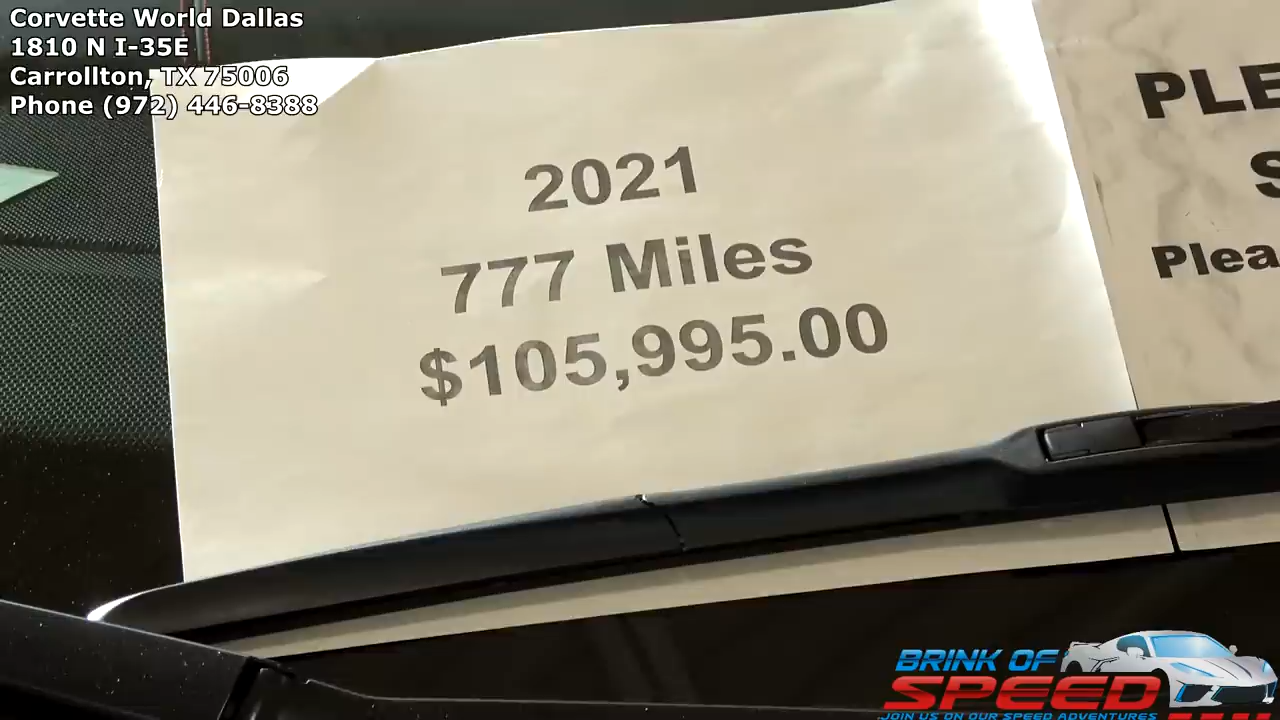 Corvette World Dallas
1810 N I-35E
Carrollton, TX 75006
Phone (972) 446-8388
2021
777 Miles
$105,995.00
BRINK OF
SPEED
JOIN US ON OUR SPEED ADVENTURES